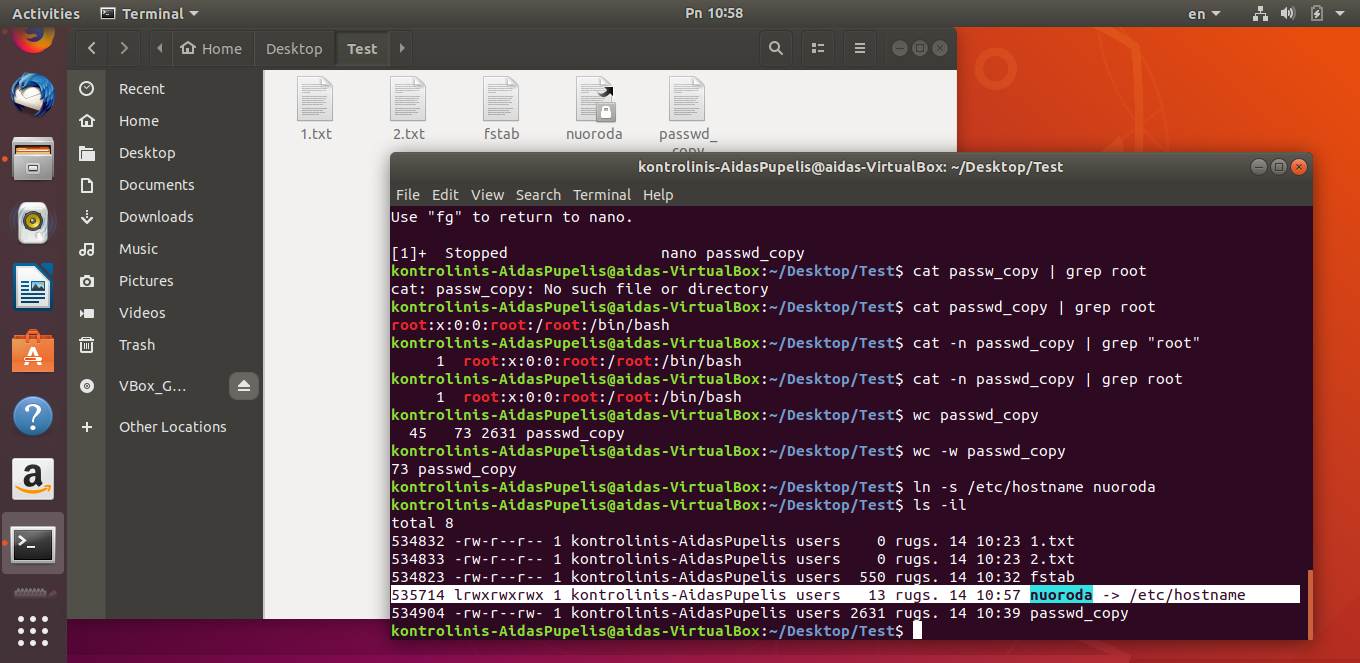 Activities Terminal Pn 10:58 en
Home Desktop Test
Recent
Home
Desktop
Documents
Downloads
Music
Pictures
Videos
Trash
VBox_G...
Other Locations
1.txt 2.txt fstab nuoroda passwd_
copy
kontrolinis-AidasPupelis@aidas-VirtualBox: ~/Desktop/Test
File Edit View Search Terminal Help
Use "fg" to return to nano.
[1]+  Stopped                 nano passwd_copy
kontrolinis-AidasPupelis@aidas-VirtualBox:~/Desktop/Test$ cat passw_copy | grep root
cat: passw_copy: No such file or directory
kontrolinis-AidasPupelis@aidas-VirtualBox:~/Desktop/Test$ cat passwd_copy | grep root
root:x:0:0:root:/root:/bin/bash
kontrolinis-AidasPupelis@aidas-VirtualBox:~/Desktop/Test$ cat -n passwd_copy | grep "root"
     1  root:x:0:0:root:/root:/bin/bash
kontrolinis-AidasPupelis@aidas-VirtualBox:~/Desktop/Test$ cat -n passwd_copy | grep root
     1  root:x:0:0:root:/root:/bin/bash
kontrolinis-AidasPupelis@aidas-VirtualBox:~/Desktop/Test$ wc passwd_copy
  45   73 2631 passwd_copy
kontrolinis-AidasPupelis@aidas-VirtualBox:~/Desktop/Test$ wc -w passwd_copy
73 passwd_copy
kontrolinis-AidasPupelis@aidas-VirtualBox:~/Desktop/Test$ ln -s /etc/hostname nuoroda
kontrolinis-AidasPupelis@aidas-VirtualBox:~/Desktop/Test$ ls -il
total 8
534832 -rw-r--r-- 1 kontrolinis-AidasPupelis users    0 rugs. 14 10:23 1.txt
534833 -rw-r--r-- 1 kontrolinis-AidasPupelis users    0 rugs. 14 10:23 2.txt
534823 -rw-r--r-- 1 kontrolinis-AidasPupelis users  550 rugs. 14 10:32 fstab
535714 lrwxrwxrwx 1 kontrolinis-AidasPupelis users   13 rugs. 14 10:57 nuoroda -> /etc/hostname
534904 -rw-r--r-- 1 kontrolinis-AidasPupelis users 2631 rugs. 14 10:39 passwd_copy
kontrolinis-AidasPupelis@aidas-VirtualBox:~/Desktop/Test$